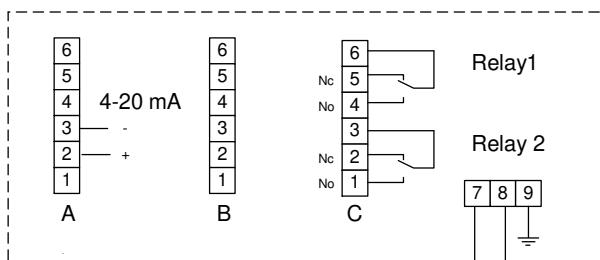 6 6 6 Relay1
5 5 Nc 5
4 4-20 mA 4 No 4
3 - 3 3 Relay 2
2 + 2 Nc 2
1 1 No 1
7 8 9
A B C